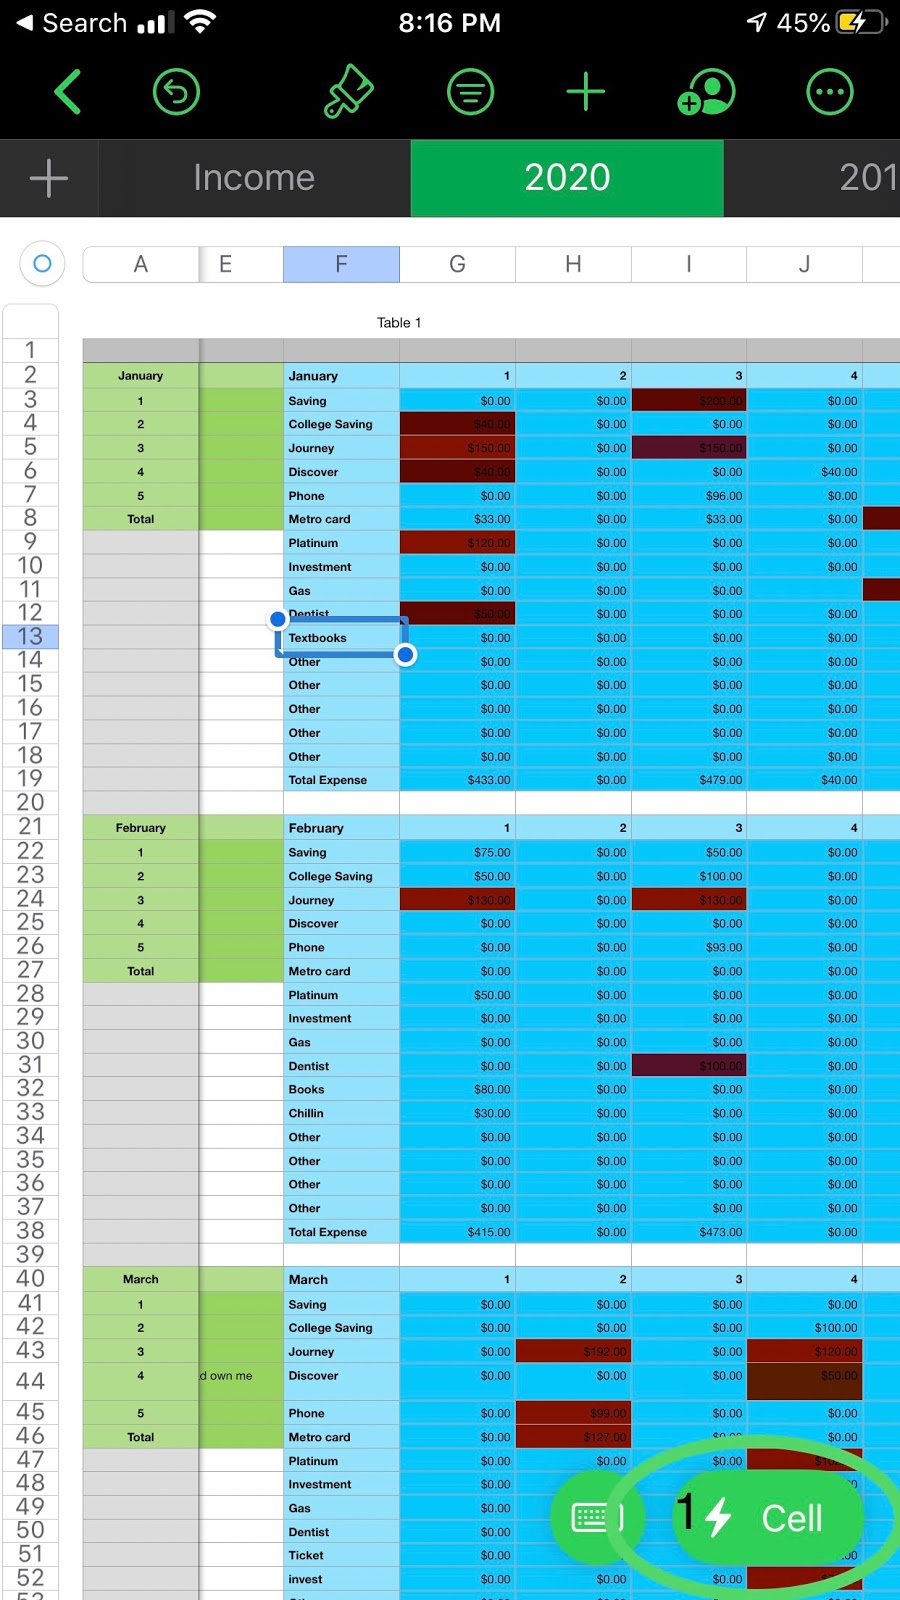 Search 8:16 PM 45%
Income 2020 201
A E F G H I J
Table 1
1
2 January January 1 2 3 4
3 1 Saving $0.00 $0.00 $200.00 $0.00
4 2 College Saving $40.00 $0.00 $0.00 $0.00
5 3 Journey $150.00 $0.00 $150.00 $0.00
6 4 Discover $40.00 $0.00 $0.00 $40.00
7 5 Phone $0.00 $0.00 $96.00 $0.00
8 Total Metro card $33.00 $0.00 $33.00 $0.00
9 Platinum $120.00 $0.00 $0.00 $0.00
10 Investment $0.00 $0.00 $0.00 $0.00
11 Gas $0.00 $0.00 $0.00 $0.00
12 Dentist $50.00 $0.00 $0.00 $0.00
13 Textbooks $0.00 $0.00 $0.00 $0.00
14 Other $0.00 $0.00 $0.00 $0.00
15 Other $0.00 $0.00 $0.00 $0.00
16 Other $0.00 $0.00 $0.00 $0.00
17 Other $0.00 $0.00 $0.00 $0.00
18 Other $0.00 $0.00 $0.00 $0.00
19 Total Expense $433.00 $0.00 $479.00 $40.00
20
21 February February 1 2 3 4
22 1 Saving $75.00 $0.00 $50.00 $0.00
23 2 College Saving $50.00 $0.00 $100.00 $0.00
24 3 Journey $130.00 $0.00 $130.00 $0.00
25 4 Discover $0.00 $0.00 $0.00 $0.00
26 5 Phone $0.00 $0.00 $93.00 $0.00
27 Total Metro card $0.00 $0.00 $0.00 $0.00
28 Platinum $50.00 $0.00 $0.00 $0.00
29 Investment $0.00 $0.00 $0.00 $0.00
30 Gas $0.00 $0.00 $0.00 $0.00
31 Dentist $0.00 $0.00 $100.00 $0.00
32 Books $80.00 $0.00 $0.00 $0.00
33 Chillin $30.00 $0.00 $0.00 $0.00
34 Other $0.00 $0.00 $0.00 $0.00
35 Other $0.00 $0.00 $0.00 $0.00
36 Other $0.00 $0.00 $0.00 $0.00
37 Other $0.00 $0.00 $0.00 $0.00
38 Total Expense $415.00 $0.00 $473.00 $0.00
39
40 March March 1 2 3 4
41 1 Saving $0.00 $0.00 $0.00 $0.00
42 2 College Saving $0.00 $0.00 $0.00 $100.00
43 3 Journey $0.00 $192.00 $0.00 $120.00
44 4 d own me Discover $0.00 $0.00 $0.00 $50.00
45 5 Phone $0.00 $99.00 $0.00 $0.00
46 Total Metro card $0.00 $127.00 $0.00 $0.00
47 Platinum $0.00 $0.00 $0.00
48 Investment $0.00 $0.00 $0.00
49 Gas $0.00
50 Dentist $0.00
51 Ticket $0.00
52 invest $0.00 $0.00 $0.00
1 Cell